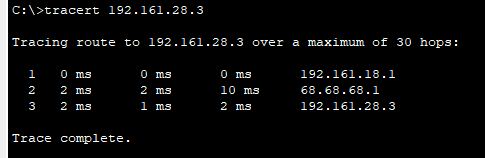 C:\>tracert 192.161.28.3
Tracing route to 192.161.28.3 over a maximum of 30 hops:
1 0 ms 0 ms 0 ms 192.161.18.1
2 2 ms 2 ms 10 ms 68.68.68.1
3 2 ms 1 ms 2 ms 192.161.28.3
Trace complete.